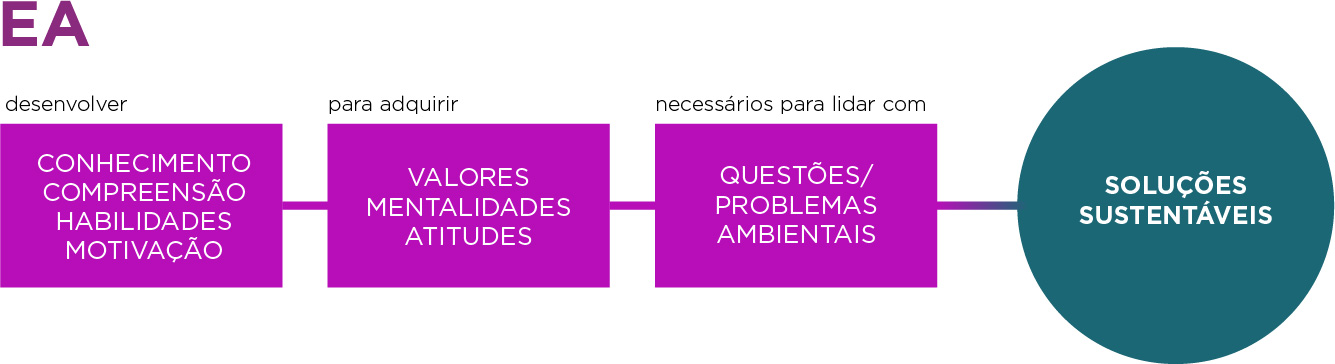 EA
desenvolver
CONHECIMENTO
COMPREENSÃO
HABILIDADES
MOTIVAÇÃO
para adquirir
VALORES
MENTALIDADES
ATITUDES
necessários para lidar com
QUESTÕES/
PROBLEMAS
AMBIENTAIS
SOLUÇÕES
SUSTENTÁVEIS